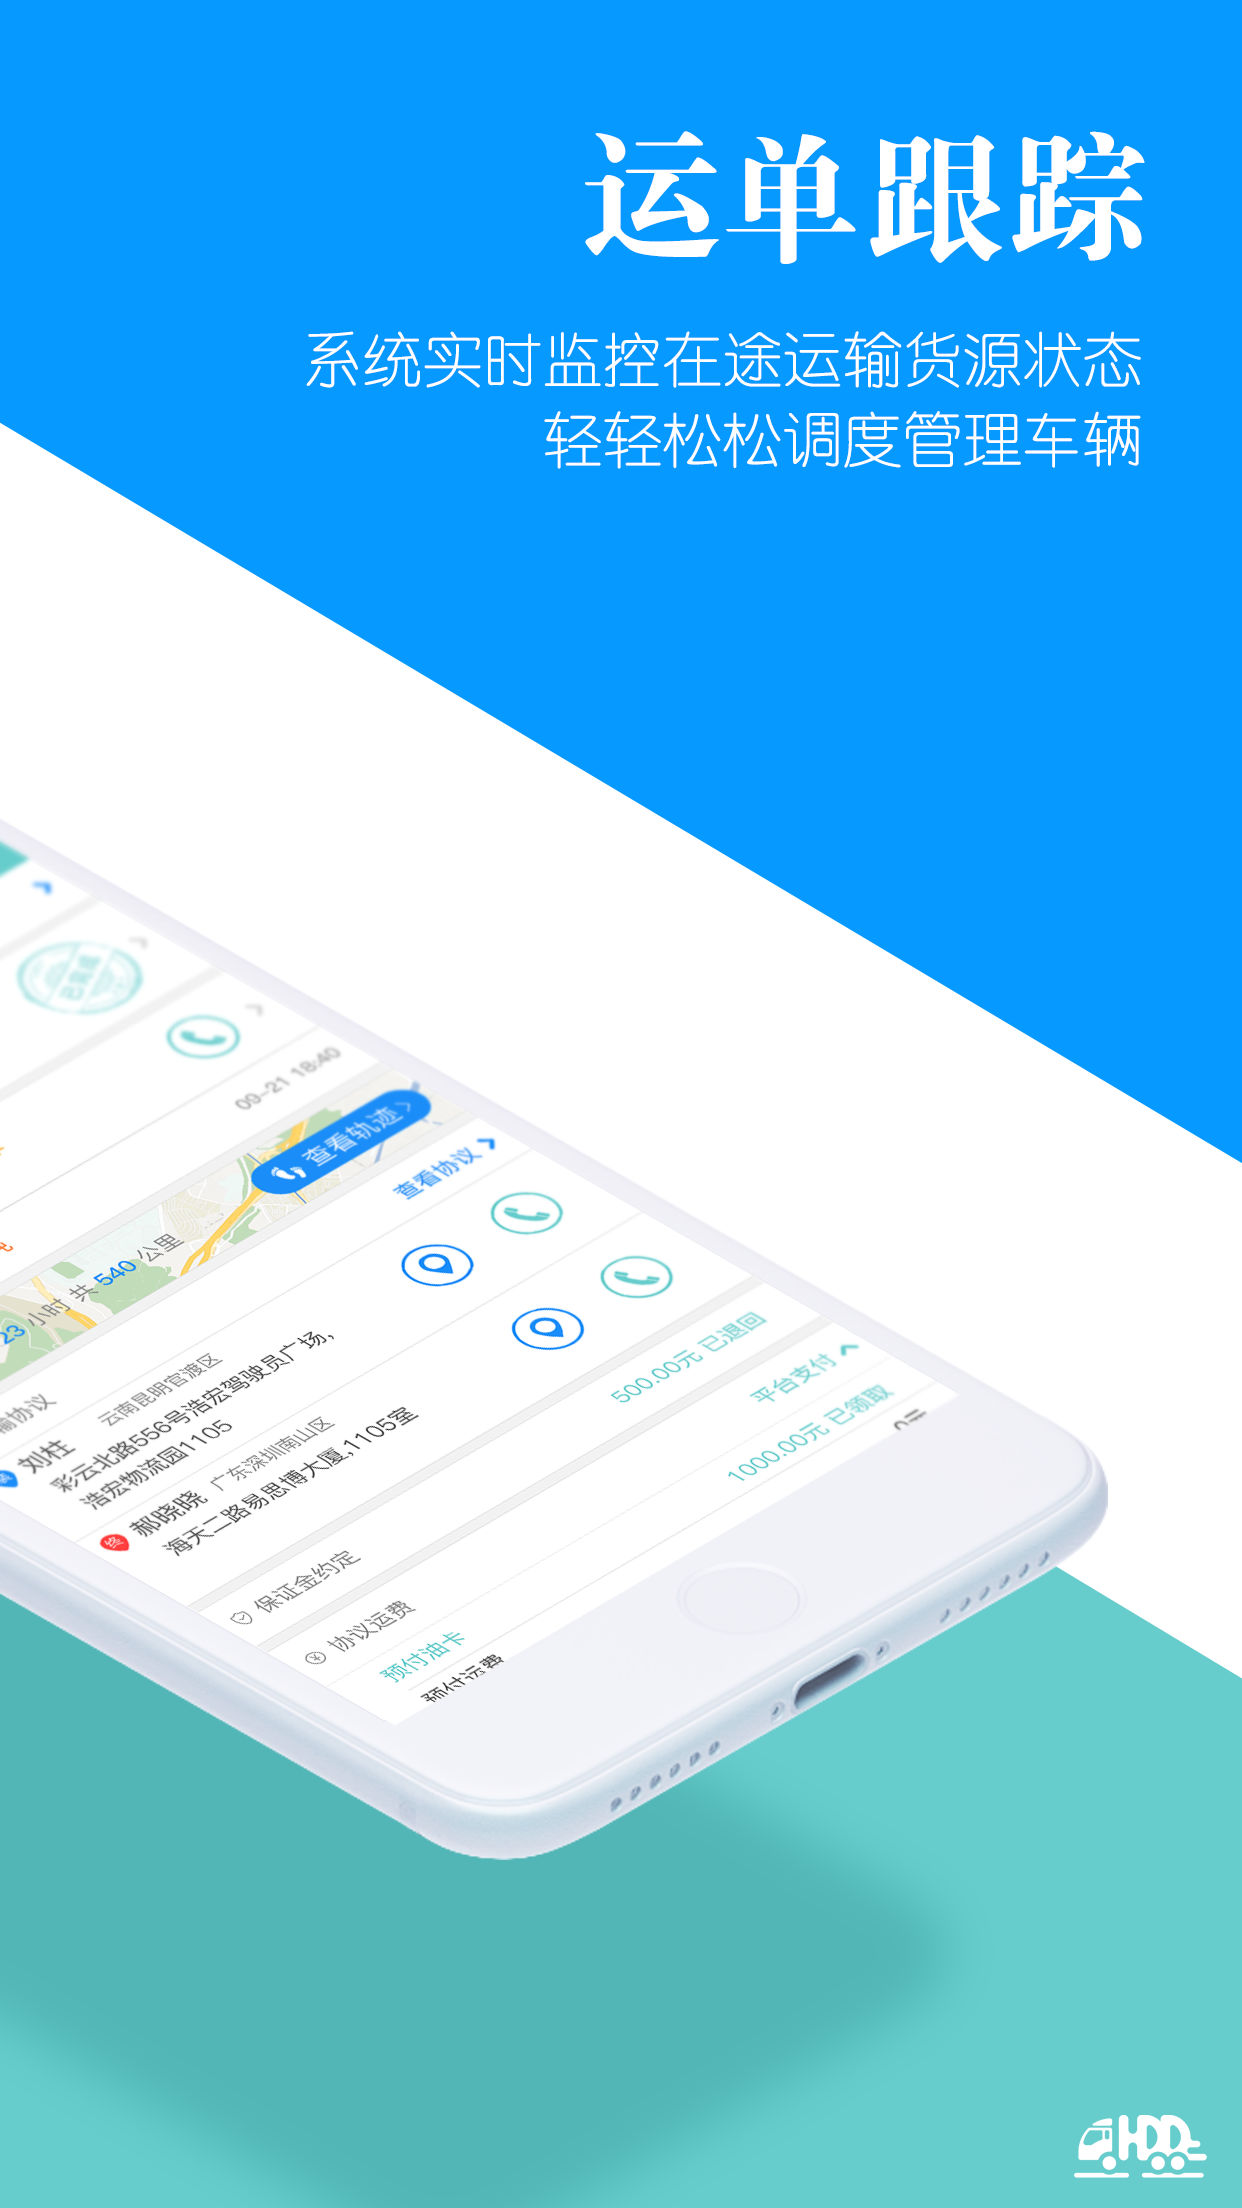 运单跟踪
系统实时监控在途运输货源状态
轻轻松松调度管理车辆
09-21 18:40
查看轨迹
23 小时 共 540 公里
输协议
查看协议
刘柱 云南昆明官渡区
彩云北路556号浩宏驾驶员广场，
浩宏物流园1105
终 郝晓晓 广东深圳南山区
海天二路易思博大厦,1105室
保证金约定 500.00元 已退回
协议运费 平台支付
预付油卡 1000.00元 已领取
预付运费
HDD